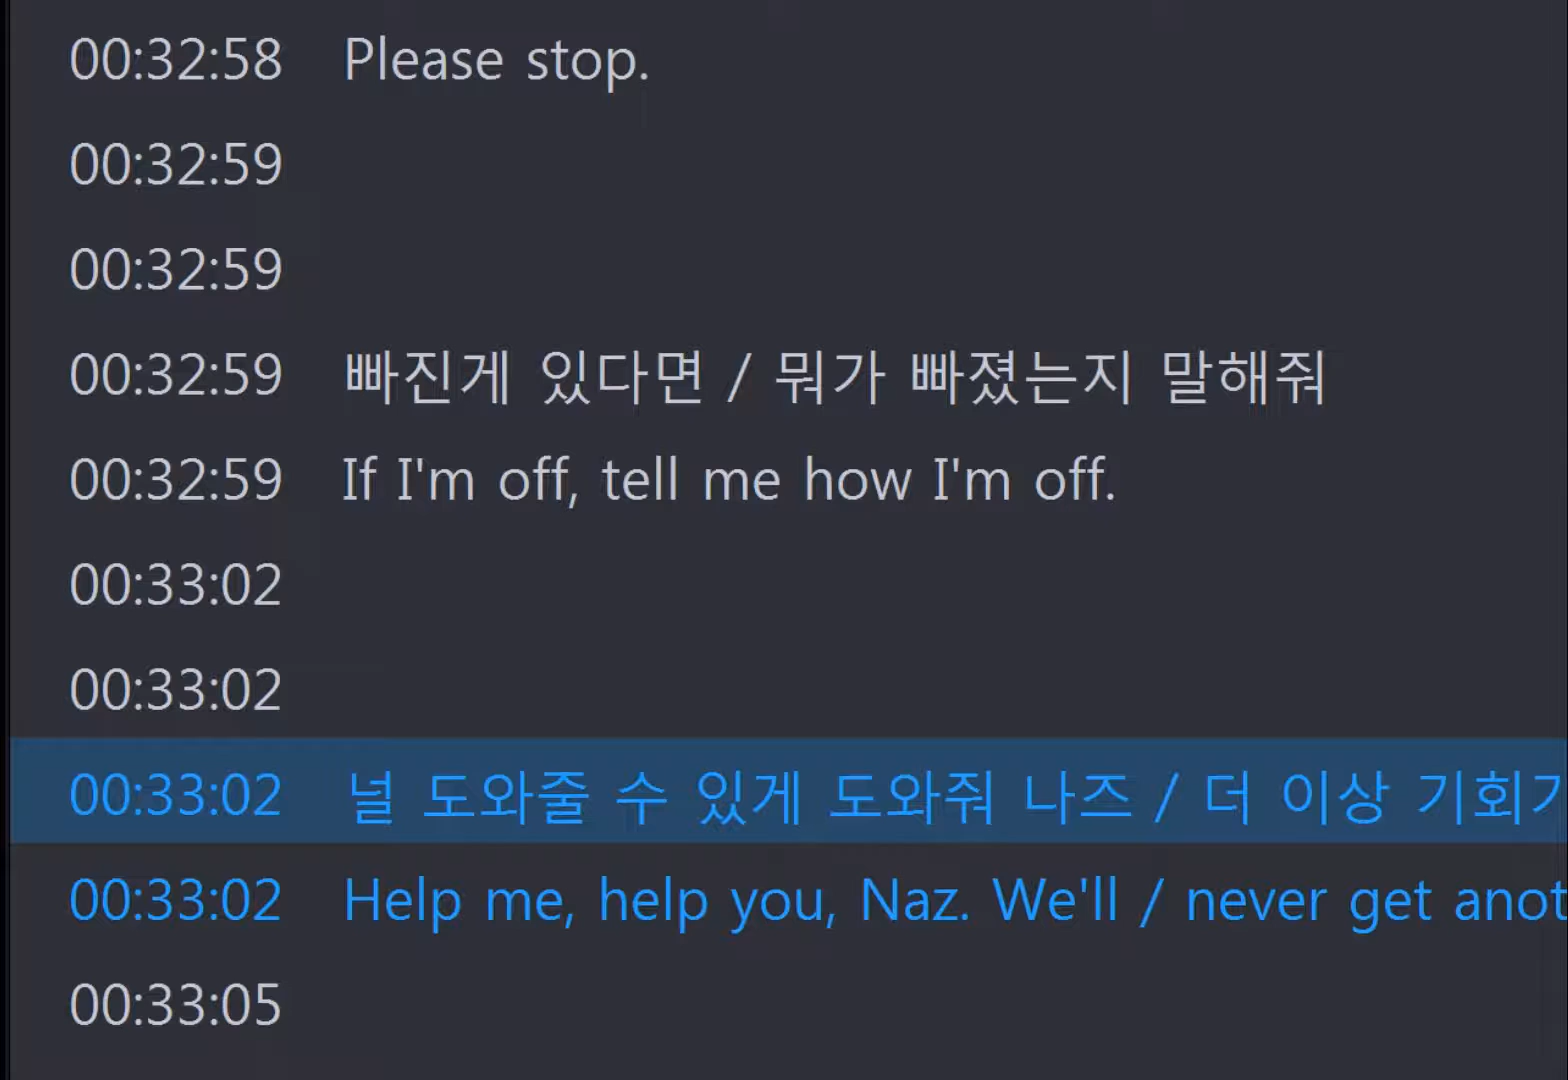 00:32:58 Please stop.
00:32:59
00:32:59
00:32:59 빠진게 있다면 / 뭐가 빠졌는지 말해줘
00:32:59 If I'm off, tell me how I'm off.
00:33:02
00:33:02
00:33:02 널 도와줄 수 있게 도와줘 나즈 / 더 이상 기회가
00:33:02 Help me, help you, Naz. We'll / never get anot
00:33:05